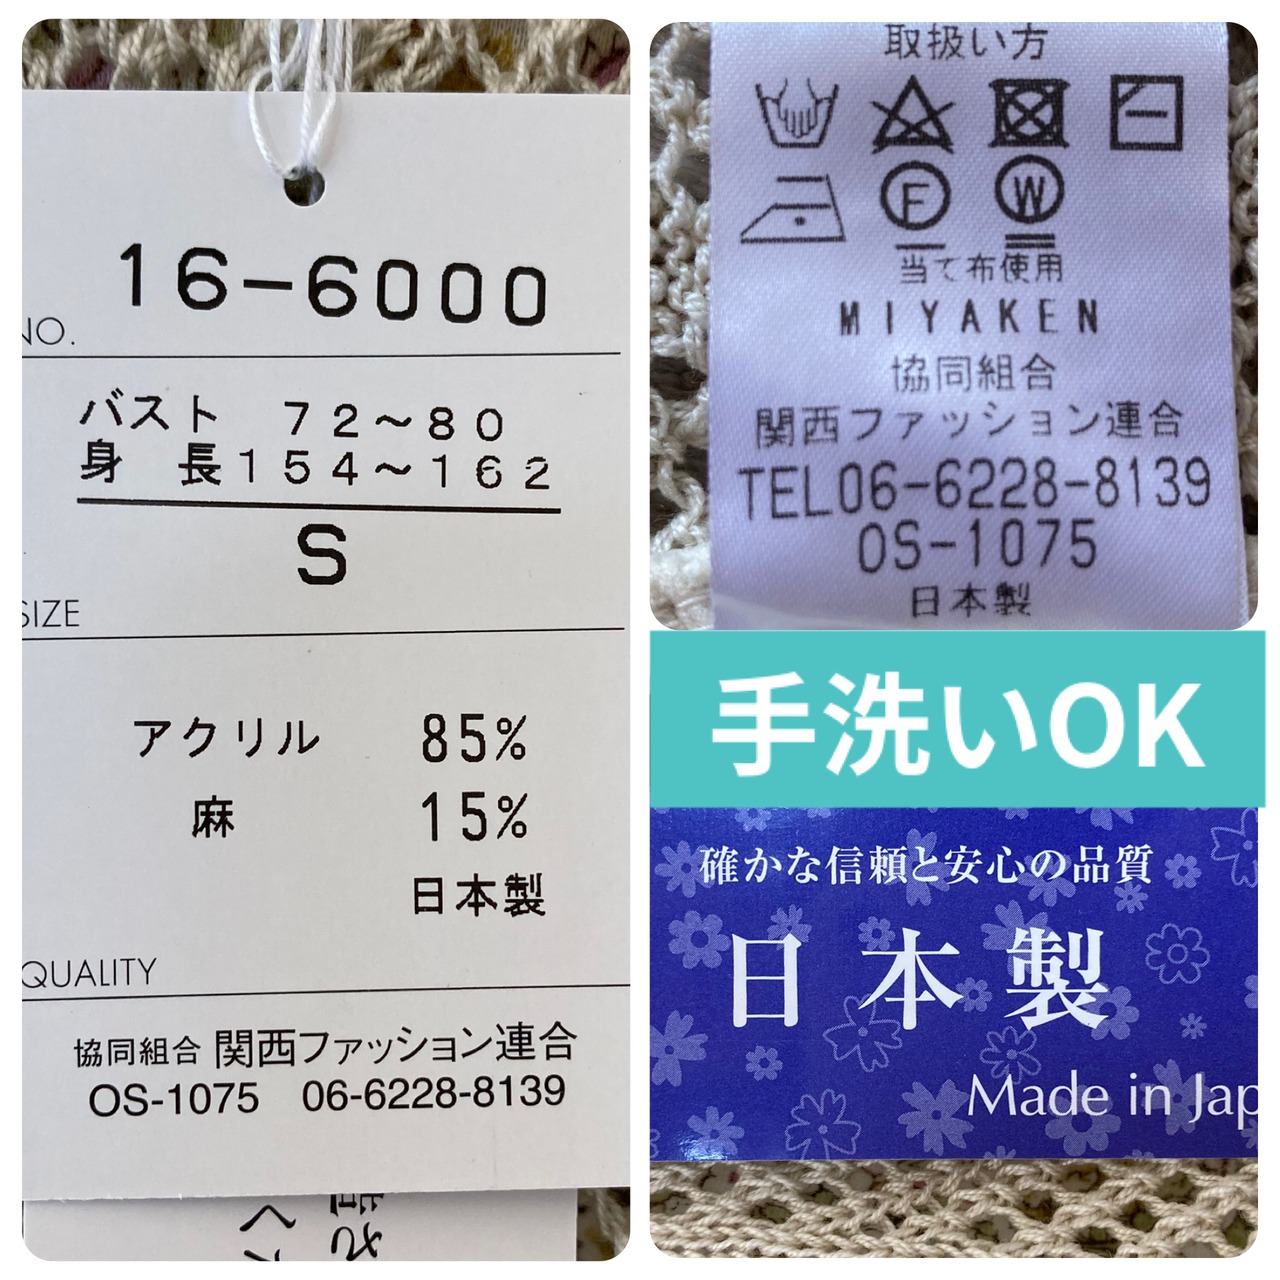 16-6000
NO.
バスト 72~80
身 長154~162
S
SIZE
アクリル 85%
麻 15%
日本製
QUALITY
協同組合 関西ファッション連合
OS-1075 06-6228-8139
取扱い方
F W
当て布使用
MIYAKEN
協同組合
関西ファッション連合
TEL06-6228-8139
OS-1075
日本製
手洗いOK
確かな信頼と安心の品質
日本製
Made in Jap